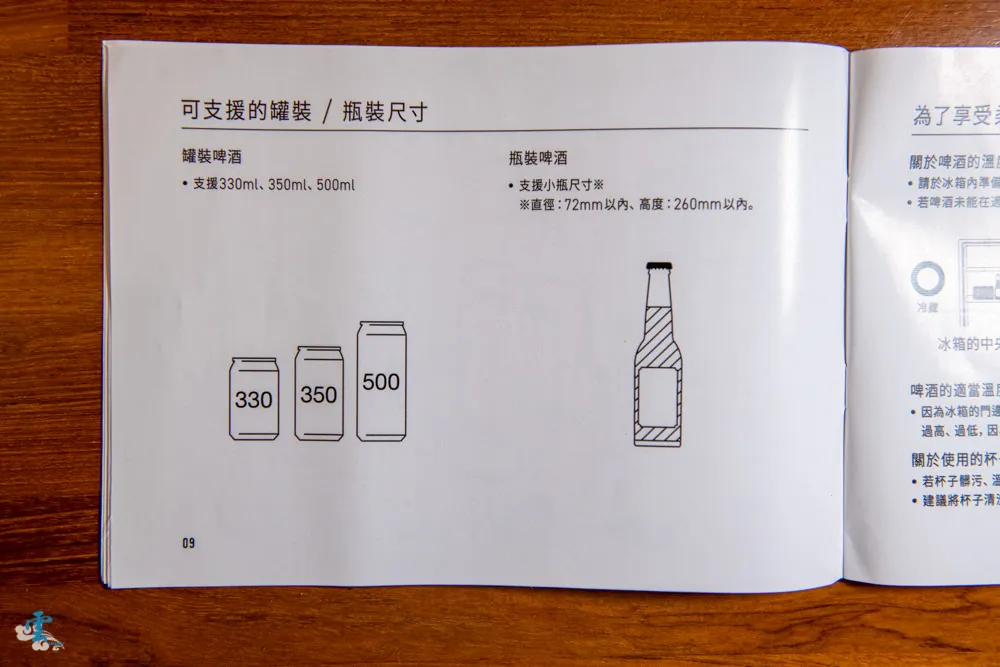 可支援的罐裝 / 瓶裝尺寸
罐裝啤酒
• 支援330ml、350ml、500ml
瓶裝啤酒
• 支援小瓶尺寸※
※直徑：72mm以內、高度：260mm以內。
330
350
500
09
為了享受
關於啤酒的溫
• 請於冰箱內準備
• 若啤酒未能在
冷藏
冰箱的中央
啤酒的適當溫
• 因為冰箱的門邊
過高、過低，因
關於使用的杯
• 若杯子髒污、
• 建議將杯子清
雲